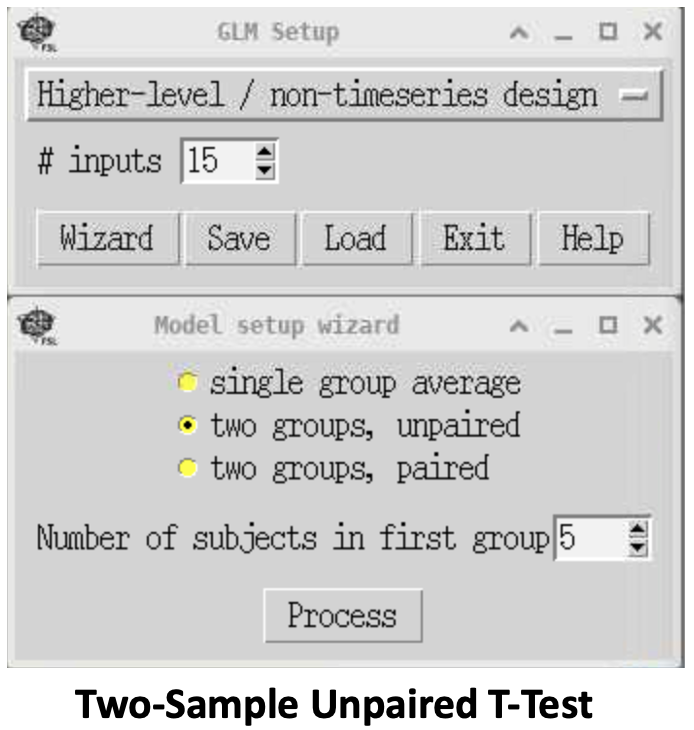 GLM Setup
Higher-level / non-timeseries design
# inputs 15
Wizard Save Load Exit Help
Model setup wizard
single group average
two groups, unpaired
two groups, paired
Number of subjects in first group 5
Process
Two-Sample Unpaired T-Test